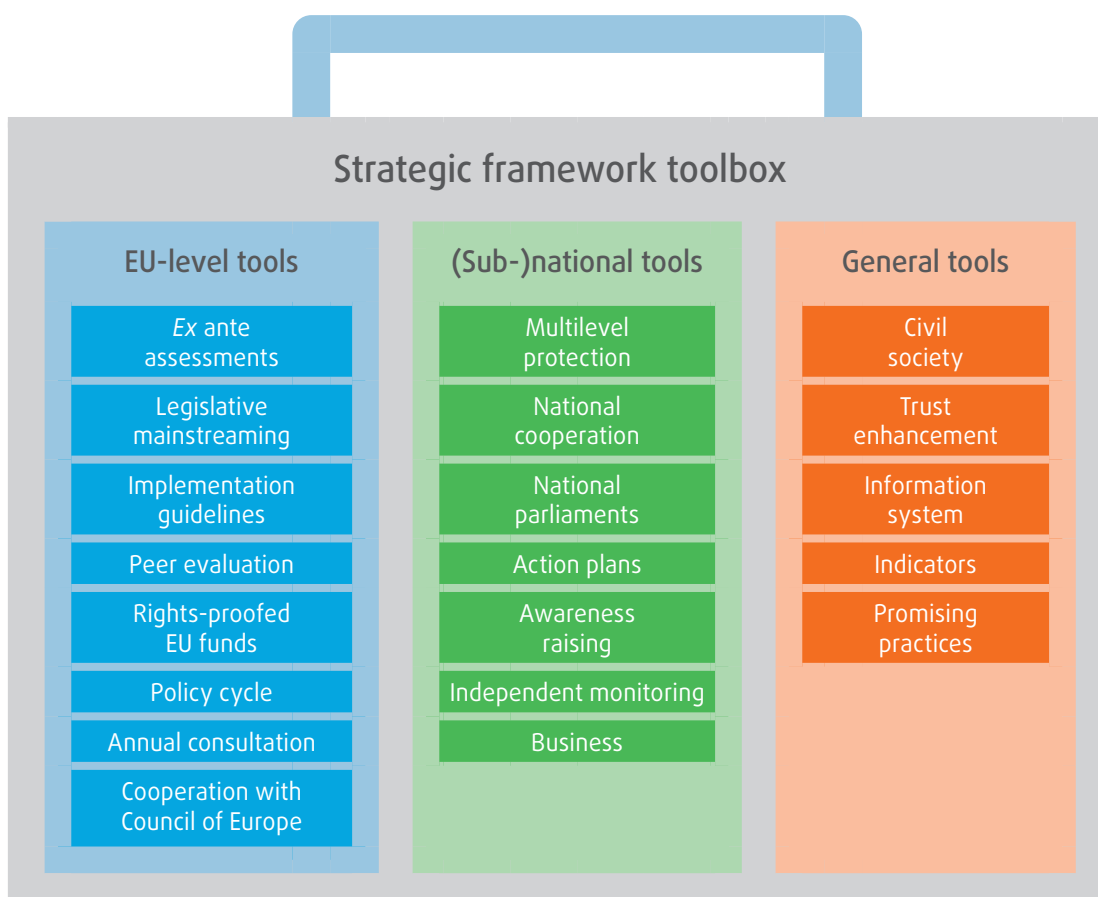 Strategic framework toolbox
EU-level tools
Ex ante
assessments
Legislative
mainstreaming
Implementation
guidelines
Peer evaluation
Rights-proofed
EU funds
Policy cycle
Annual consultation
Cooperation with
Council of Europe
(Sub-)national tools
Multilevel
protection
National
cooperation
National
parliaments
Action plans
Awareness
raising
Independent monitoring
Business
General tools
Civil
society
Trust
enhancement
Information
system
Indicators
Promising
practices